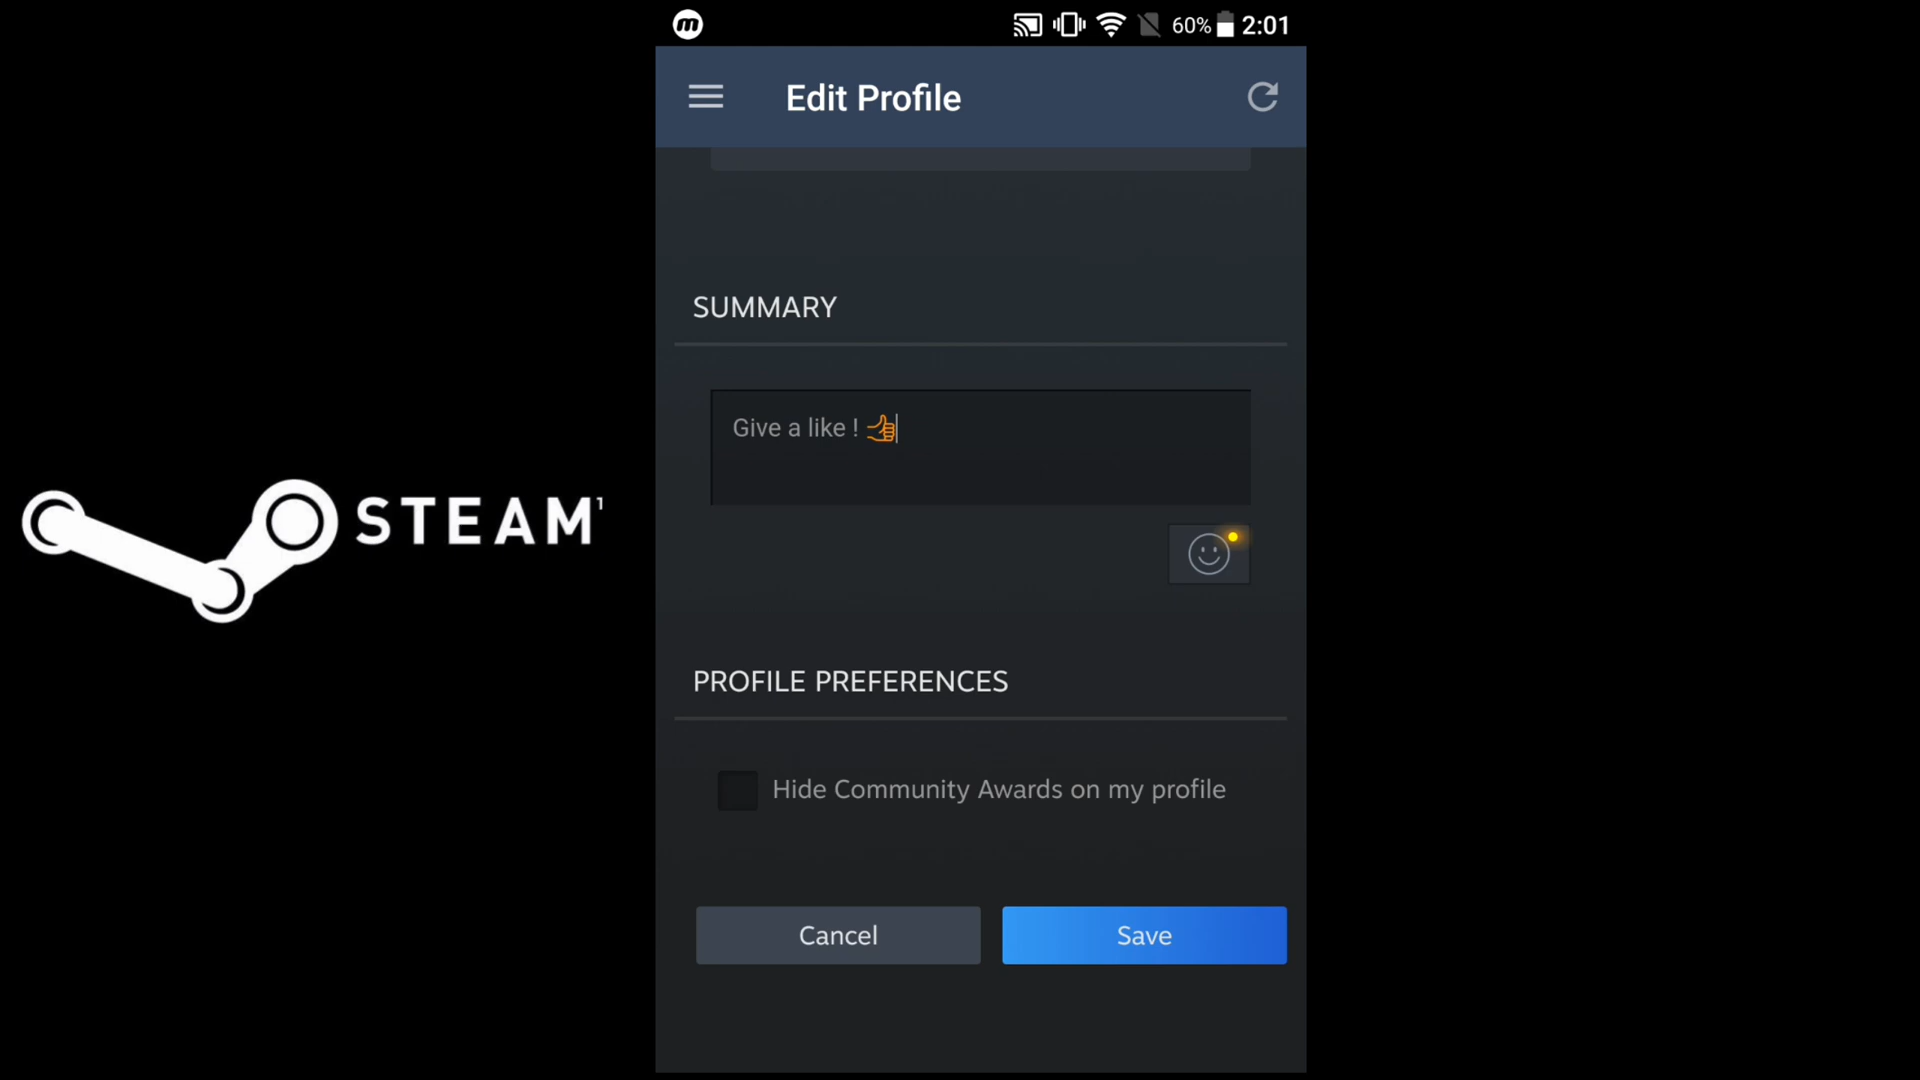 m
60% 2:01
Edit Profile
SUMMARY
Give a like ! 👍
STEAM
PROFILE PREFERENCES
Hide Community Awards on my profile
Cancel
Save